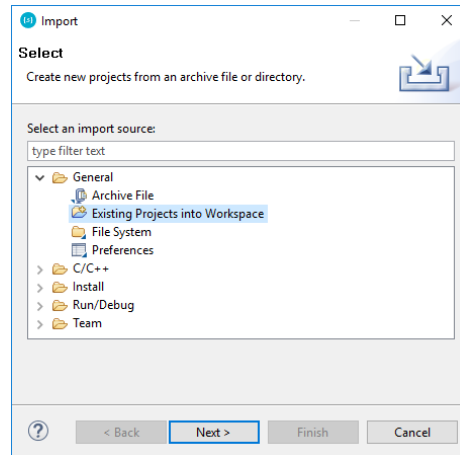 Import
Select
Create new projects from an archive file or directory.
Select an import source:
type filter text
General
Archive File
Existing Projects into Workspace
File System
Preferences
C/C++
Install
Run/Debug
Team
? < Back Next > Finish Cancel